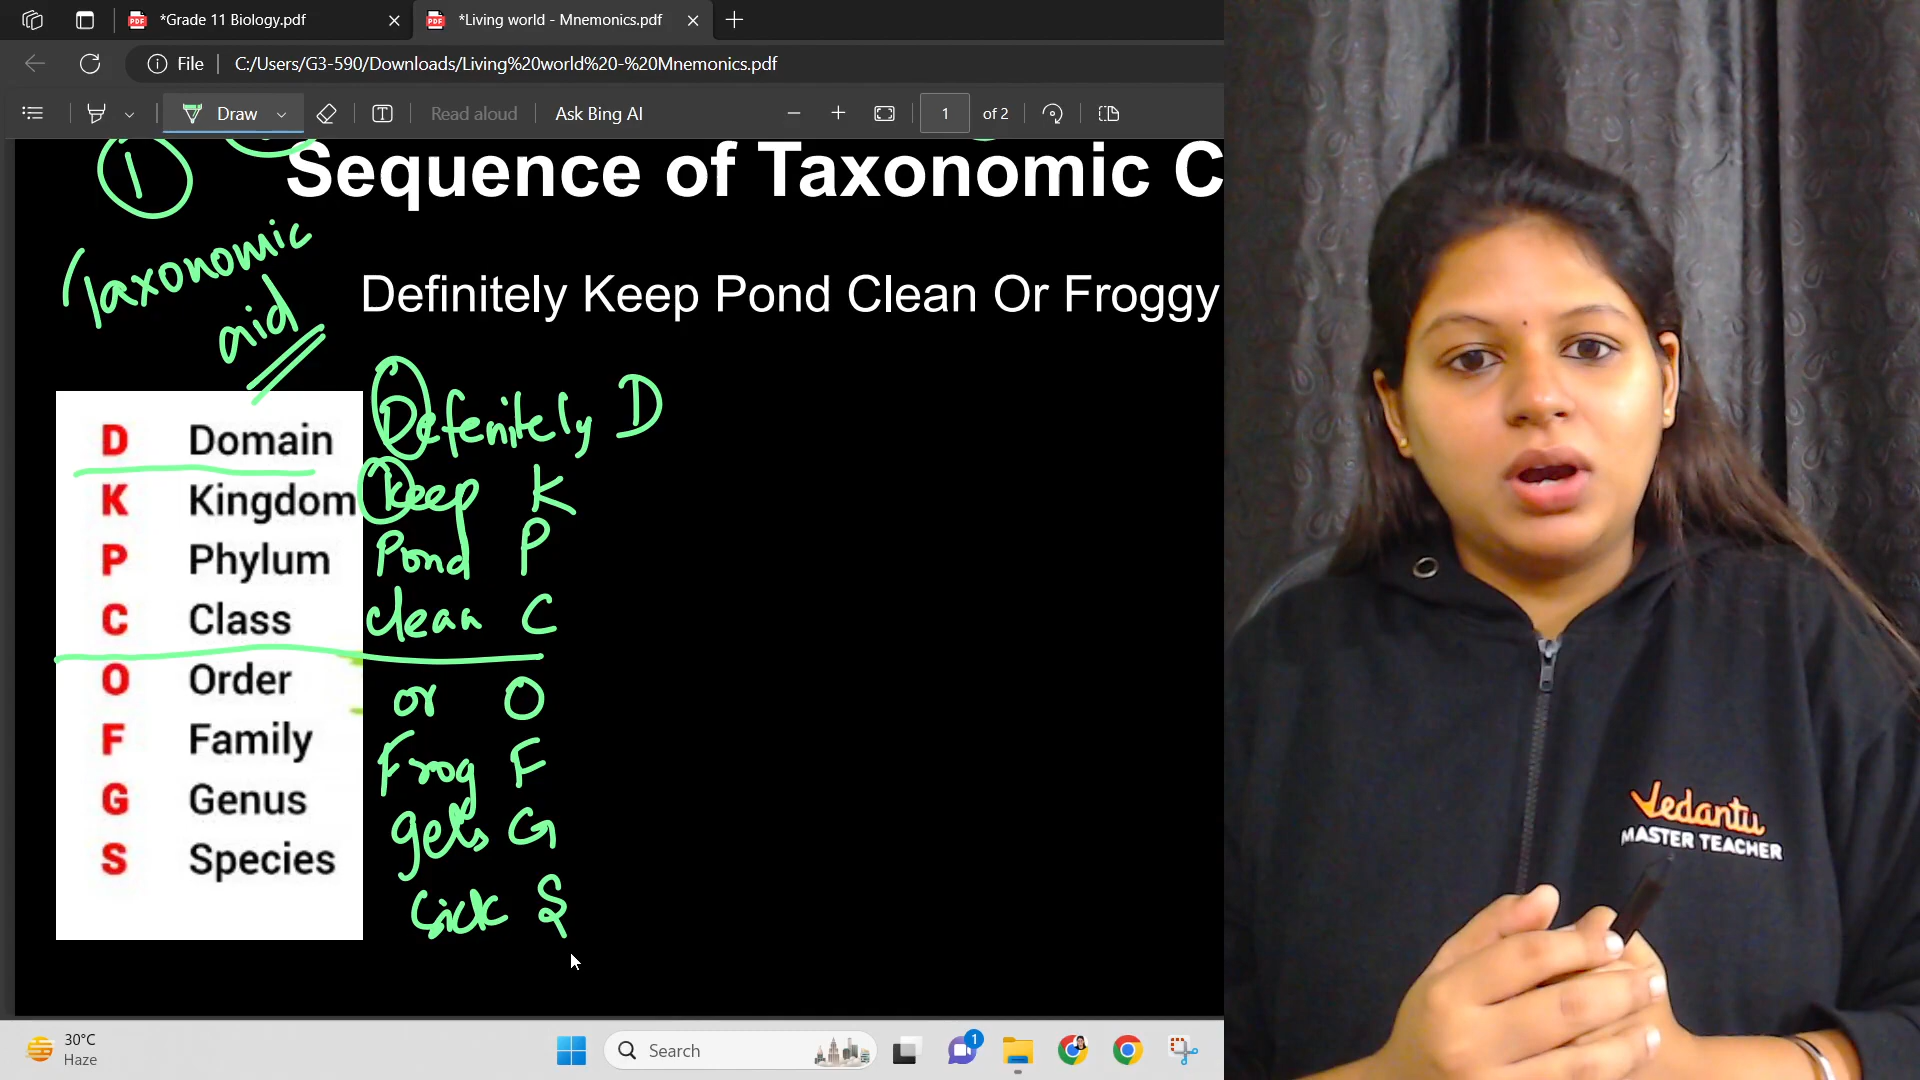 *Grade 11 Biology.pdf
*Living world - Mnemonics.pdf
File
C:/Users/G3-590/Downloads/Living%20world%20-%20Mnemonics.pdf
Draw
Read aloud
Ask Bing AI
1 of 2
1
Sequence of Taxonomic C
Taxonomic
aid
Definitely Keep Pond Clean Or Froggy
D Domain
K Kingdom
P Phylum
C Class
O Order
F Family
G Genus
S Species
Defenitely D
Keep K
Pond P
clean C
or O
Frog F
gets G
Sick S
Vedantu
MASTER TEACHER
30°C
Haze
Search
1